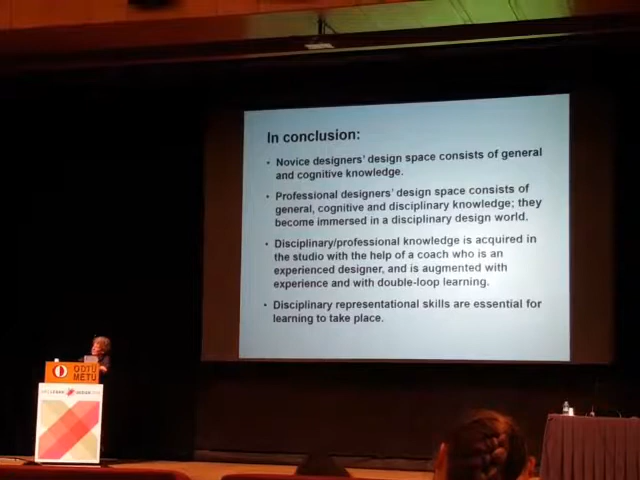 In conclusion:
• Novice designers' design space consists of general
and cognitive knowledge.
• Professional designers' design space consists of
general, cognitive and disciplinary knowledge; they
become immersed in a disciplinary design world.
• Disciplinary/professional knowledge is acquired in
the studio with the help of a coach who is an
experienced designer, and is augmented with
experience and with double-loop learning.
• Disciplinary representational skills are essential for
learning to take place.
ODTÜ
METU